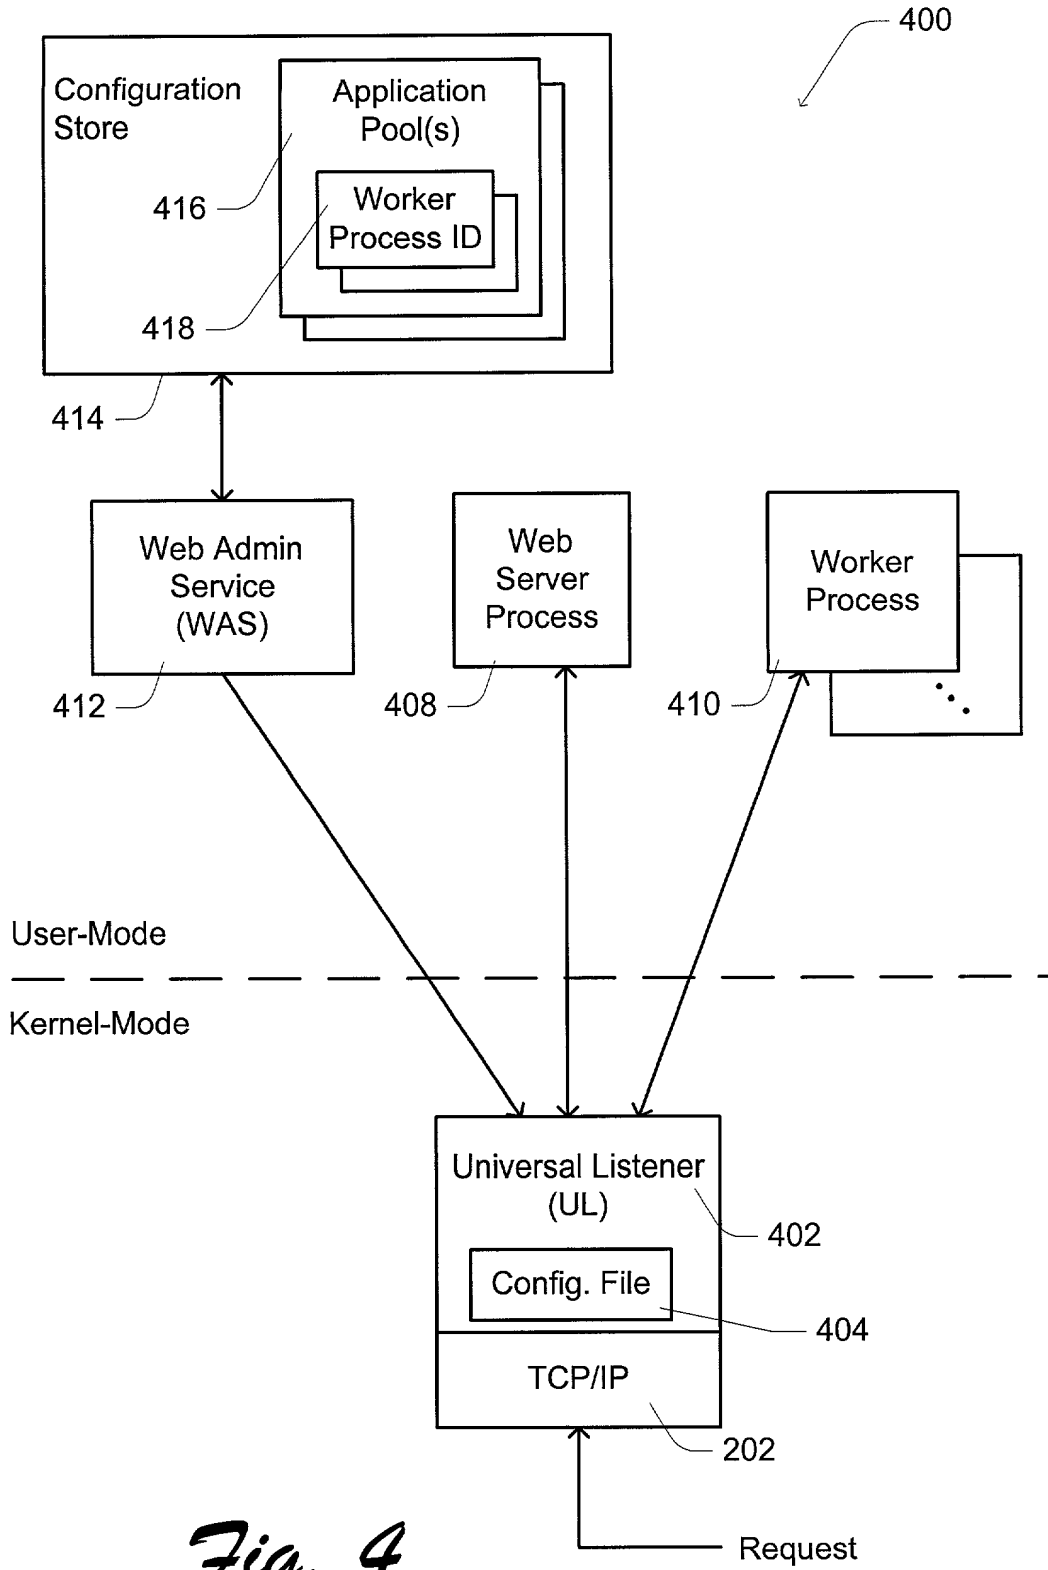 400
Configuration
Store
Application
Pool(s)
416
Worker
Process ID
418
414
Web Admin
Service
(WAS)
412
Web
Server
Process
408
Worker
Process
410
User-Mode
Kernel-Mode
Universal Listener
(UL)
402
Config. File
404
TCP/IP
202
Request
Fig. 4